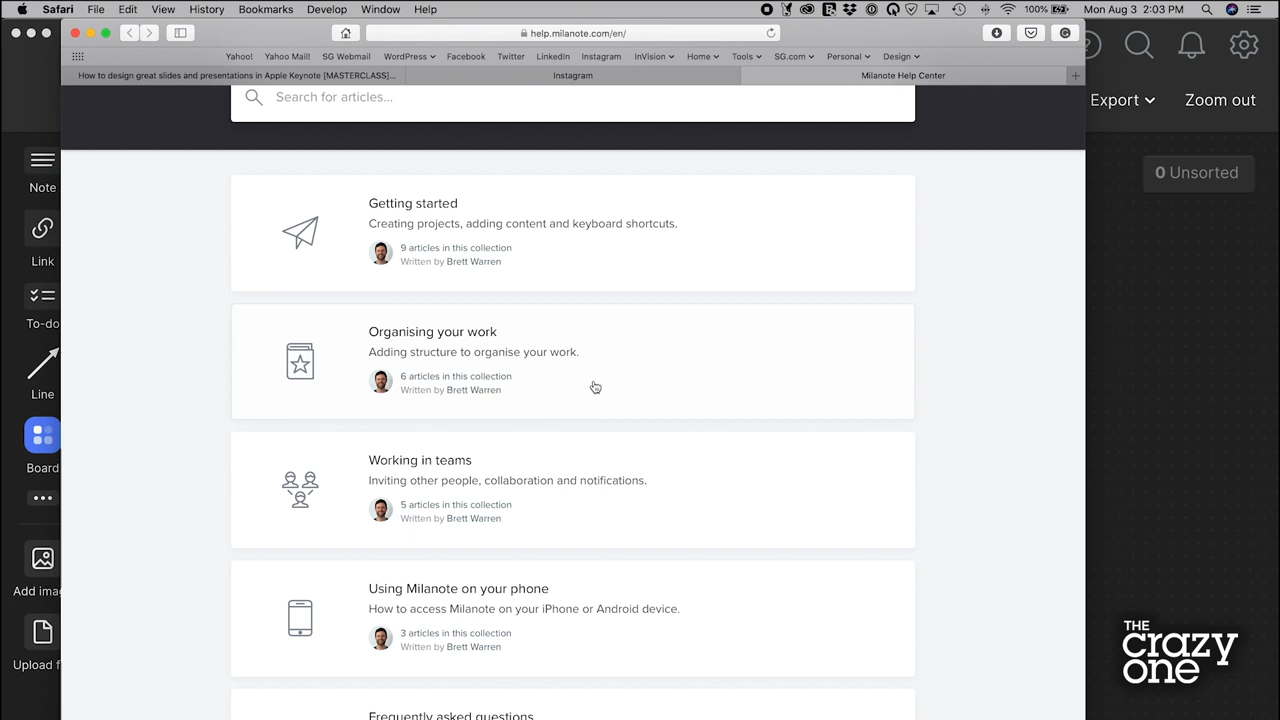 Safari File Edit View History Bookmarks Develop Window Help 100% Mon Aug 3 2:03 PM
help.milanote.com/en/
Yahoo! Yahoo Mail! SG Webmail WordPress Facebook Twitter LinkedIn Instagram InVision Home Tools SG.com Personal Design
How to design great slides and presentations in Apple Keynote [MASTERCLASS]... Instagram Milanote Help Center
Export Zoom out
Search for articles...
0 Unsorted
Note
Link
To-do
Line
Board
Add ima
Upload f
Getting started
Creating projects, adding content and keyboard shortcuts.
9 articles in this collection
Written by Brett Warren
Organising your work
Adding structure to organise your work.
6 articles in this collection
Written by Brett Warren
Working in teams
Inviting other people, collaboration and notifications.
5 articles in this collection
Written by Brett Warren
Using Milanote on your phone
How to access Milanote on your iPhone or Android device.
3 articles in this collection
Written by Brett Warren
Frequently asked questions
THE
crazy
one